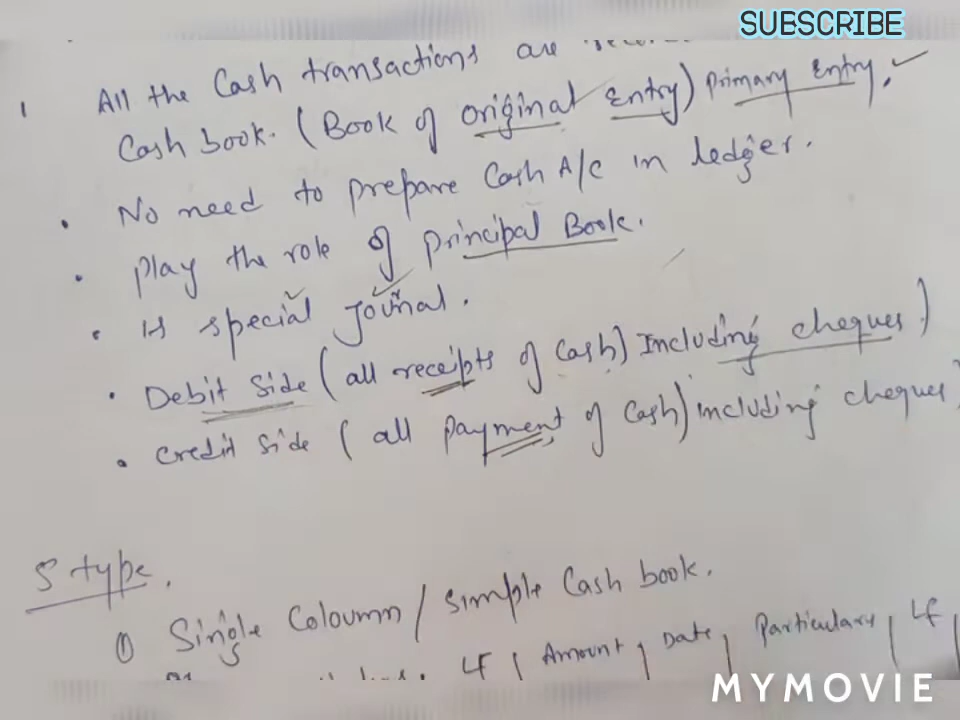 SUBSCRIBE
All the Cash transactions are
Cash book. (Book of original Entry) Primary Entry.
• No need to prepare Cash A/C in ledger.
• Play the role of Principal Book.
• Is special Journal.
• Debit Side (all receipts of Cash) Including cheques)
• Credit Side ( all payment of Cash) including cheques
5 type.
① Single Coloumn / Simple Cash book.
LF | Amount | Date | Particulars | LF |
MYMOVIE